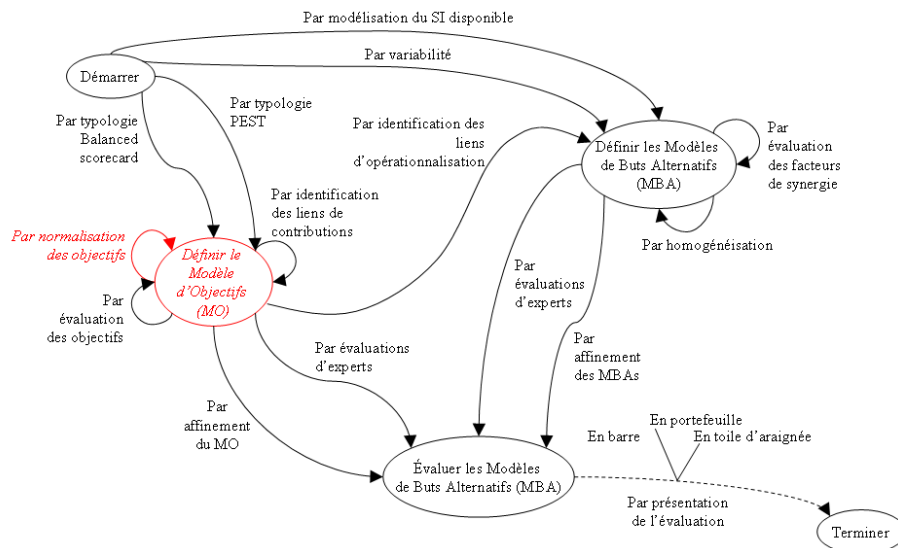 Par modélisation du SI disponible
Par variabilité
Démarrer
Par typologie
Balanced
scorecard
Par typologie
PEST
Par identification des
liens
d'opérationnalisation
Définir les Modèles
de Buts Alternatifs
(MBA)
Par
évaluation
des facteurs
de synergie
Par homogénéisation
Par identification
des liens de
contributions
Par normalisation
des objectifs
Définir le
Modèle
d'Objectifs
(MO)
Par
évaluation
des objectifs
Par
évaluations
d'experts
Par
affinement
des MBAs
Par évaluations
d'experts
Par
affinement
du MO
En portefeuille
En barre
En toile d'araignée
Évaluer les Modèles
de Buts Alternatifs (MBA)
Par présentation
de l'évaluation
Terminer